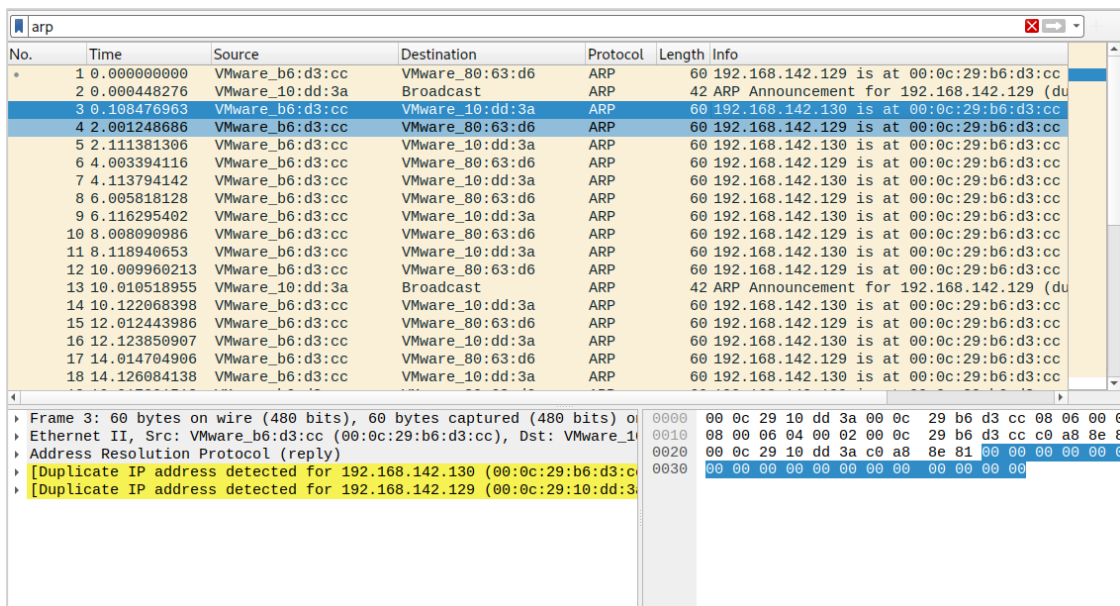 arp
No. Time Source Destination Protocol Length Info
1 0.000000000 VMware_b6:d3:cc VMware_80:63:d6 ARP 60 192.168.142.129 is at 00:0c:29:b6:d3:cc
2 0.000448276 VMware_10:dd:3a Broadcast ARP 42 ARP Announcement for 192.168.142.129 (du
3 0.108476963 VMware_b6:d3:cc VMware_10:dd:3a ARP 60 192.168.142.130 is at 00:0c:29:b6:d3:cc
4 2.001248686 VMware_b6:d3:cc VMware_80:63:d6 ARP 60 192.168.142.129 is at 00:0c:29:b6:d3:cc
5 2.111381306 VMware_b6:d3:cc VMware_10:dd:3a ARP 60 192.168.142.130 is at 00:0c:29:b6:d3:cc
6 4.003394116 VMware_b6:d3:cc VMware_80:63:d6 ARP 60 192.168.142.129 is at 00:0c:29:b6:d3:cc
7 4.113794142 VMware_b6:d3:cc VMware_10:dd:3a ARP 60 192.168.142.130 is at 00:0c:29:b6:d3:cc
8 6.005818128 VMware_b6:d3:cc VMware_80:63:d6 ARP 60 192.168.142.129 is at 00:0c:29:b6:d3:cc
9 6.116295402 VMware_b6:d3:cc VMware_10:dd:3a ARP 60 192.168.142.130 is at 00:0c:29:b6:d3:cc
10 8.008090986 VMware_b6:d3:cc VMware_80:63:d6 ARP 60 192.168.142.129 is at 00:0c:29:b6:d3:cc
11 8.118940653 VMware_b6:d3:cc VMware_10:dd:3a ARP 60 192.168.142.130 is at 00:0c:29:b6:d3:cc
12 10.009960213 VMware_b6:d3:cc VMware_80:63:d6 ARP 60 192.168.142.129 is at 00:0c:29:b6:d3:cc
13 10.010518955 VMware_10:dd:3a Broadcast ARP 42 ARP Announcement for 192.168.142.129 (du
14 10.122068398 VMware_b6:d3:cc VMware_10:dd:3a ARP 60 192.168.142.130 is at 00:0c:29:b6:d3:cc
15 12.012443986 VMware_b6:d3:cc VMware_80:63:d6 ARP 60 192.168.142.129 is at 00:0c:29:b6:d3:cc
16 12.123850907 VMware_b6:d3:cc VMware_10:dd:3a ARP 60 192.168.142.130 is at 00:0c:29:b6:d3:cc
17 14.014704906 VMware_b6:d3:cc VMware_80:63:d6 ARP 60 192.168.142.129 is at 00:0c:29:b6:d3:cc
18 14.126084138 VMware_b6:d3:cc VMware_10:dd:3a ARP 60 192.168.142.130 is at 00:0c:29:b6:d3:cc
Frame 3: 60 bytes on wire (480 bits), 60 bytes captured (480 bits) o
Ethernet II, Src: VMware_b6:d3:cc (00:0c:29:b6:d3:cc), Dst: VMware_1
Address Resolution Protocol (reply)
[Duplicate IP address detected for 192.168.142.130 (00:0c:29:b6:d3:c
[Duplicate IP address detected for 192.168.142.129 (00:0c:29:10:dd:3
0000 00 0c 29 10 dd 3a 00 0c 29 b6 d3 cc 08 06 00 0
0010 08 00 06 04 00 02 00 0c 29 b6 d3 cc c0 a8 8e 8
0020 00 0c 29 10 dd 3a c0 a8 8e 81 00 00 00 00 00 0
0030 00 00 00 00 00 00 00 00 00 00 00 00